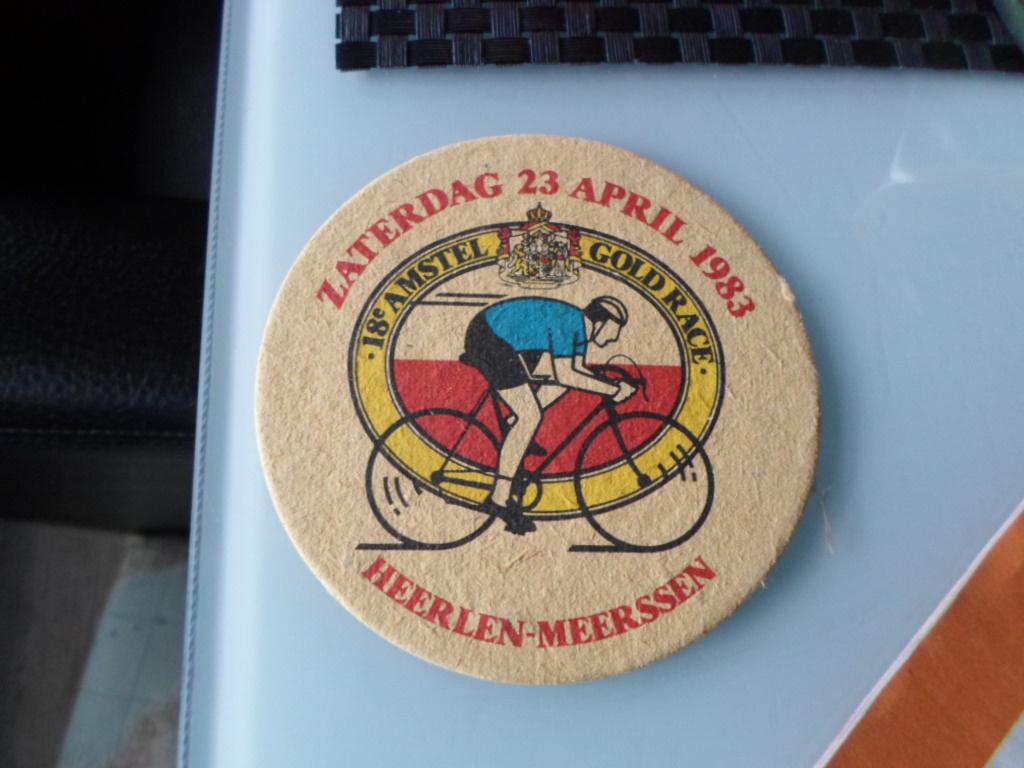 ZATERDAG 23 APRIL 1983
· 18e AMSTEL GOLD RACE ·
HEERLEN-MEERSSEN